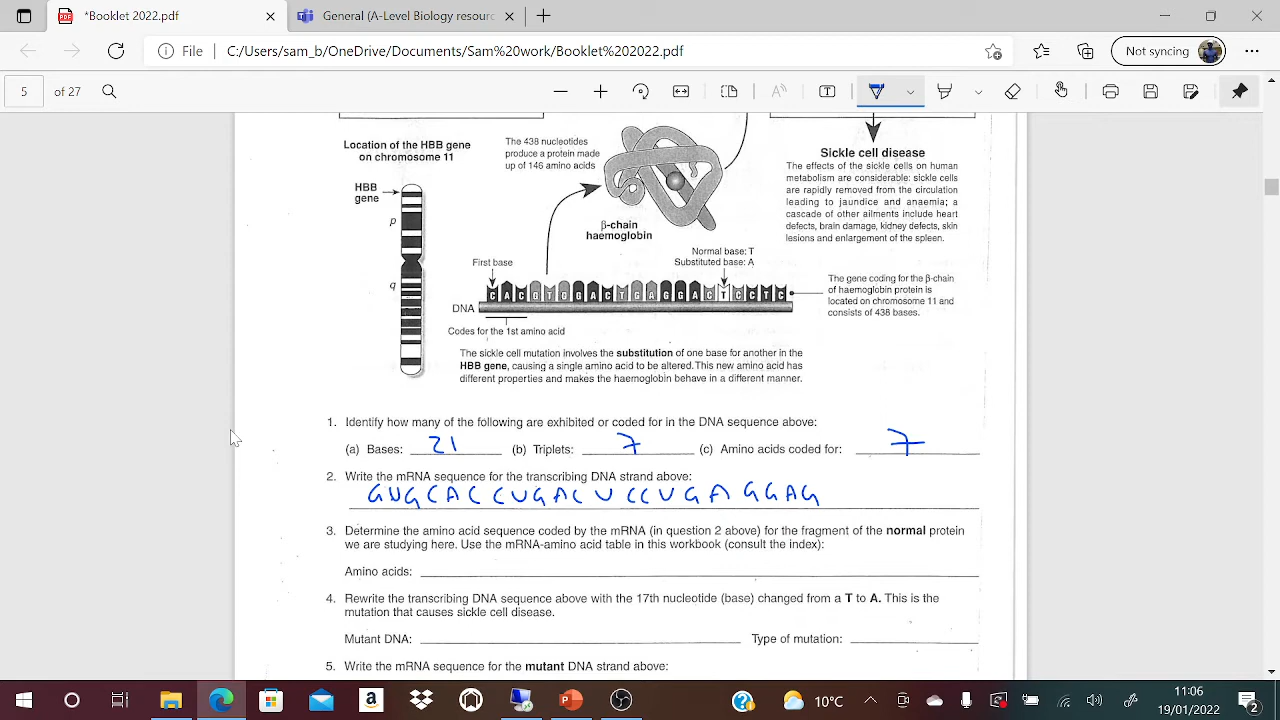 *Booklet 2022.pdf
General (A-Level Biology resourc
File
C:/Users/sam_b/OneDrive/Documents/Sam%20work/Booklet%202022.pdf
Not syncing
5 of 27
Location of the HBB gene
on chromosome 11
HBB
gene
p
q
The 438 nucleotides
produce a protein made
up of 146 amino acids
β-chain
haemoglobin
Sickle cell disease
The effects of the sickle cells on human
metabolism are considerable: sickle cells
are rapidly removed from the circulation
leading to jaundice and anaemia; a
cascade of other ailments include heart
defects, brain damage, kidney defects, skin
lesions and enlargement of the spleen.
Normal base: T
Substituted base: A
First base
DNA
C A C G T G G A C T G A G G A C T C C T C
Codes for the 1st amino acid
The gene coding for the β-chain
of haemoglobin protein is
located on chromosome 11 and
consists of 438 bases.
The sickle cell mutation involves the substitution of one base for another in the
HBB gene, causing a single amino acid to be altered. This new amino acid has
different properties and makes the haemoglobin behave in a different manner.
1. Identify how many of the following are exhibited or coded for in the DNA sequence above:
(a) Bases: 21 (b) Triplets: 7 (c) Amino acids coded for: 7
2. Write the mRNA sequence for the transcribing DNA strand above:
GUGCACCUGACUCCUGAGGAG
3. Determine the amino acid sequence coded by the mRNA (in question 2 above) for the fragment of the normal protein
we are studying here. Use the mRNA-amino acid table in this workbook (consult the index):
Amino acids:
4. Rewrite the transcribing DNA sequence above with the 17th nucleotide (base) changed from a T to A. This is the
mutation that causes sickle cell disease.
Mutant DNA: Type of mutation:
5. Write the mRNA sequence for the mutant DNA strand above:
10°C
11:06
19/01/2022
2